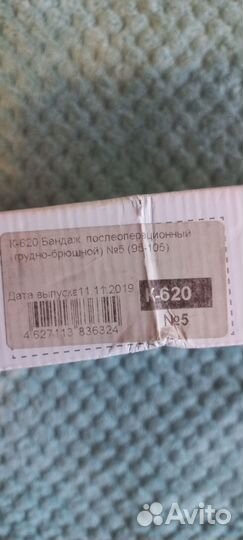 К-620 Бандаж послеоперационный
(грудно-брюшной) №5 (95-105)
Дата выпуска 11.11.2019
К-620
4 627113 836324
№5
Avito